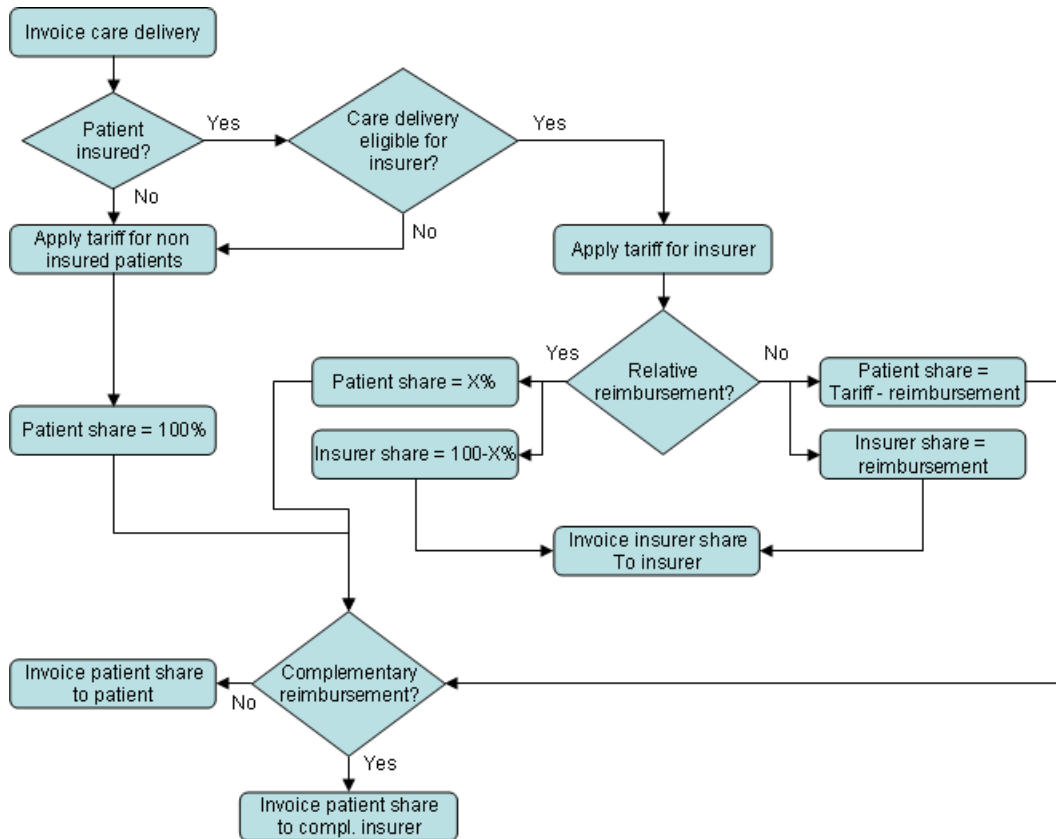 Invoice care delivery
Patient
insured?
Yes
Care delivery
eligible for
insurer?
Yes
No
No
Apply tariff for non
insured patients
Apply tariff for insurer
Relative
reimbursement?
Yes
No
Patient share = X%
Patient share =
Tariff - reimbursement
Insurer share = 100-X%
Insurer share =
reimbursement
Patient share = 100%
Invoice insurer share
To insurer
Complementary
reimbursement?
No
Invoice patient share
to patient
Yes
Invoice patient share
to compl. insurer